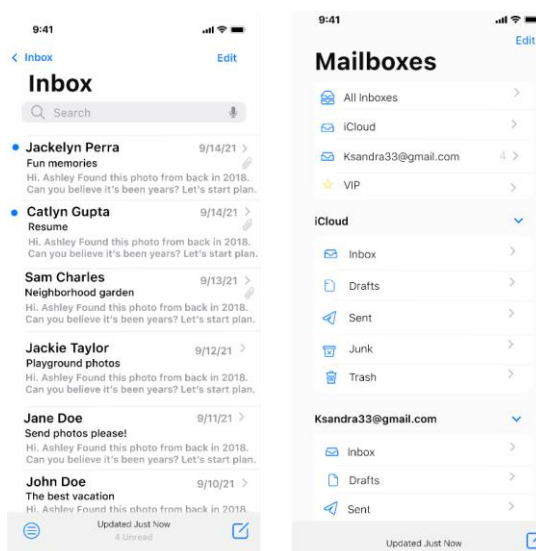 9:41
Inbox
Edit
Inbox
Search
Jackelyn Perra
9/14/21
Fun memories
Hi. Ashley Found this photo from back in 2018.
Can you believe it's been years? Let's start plan.
Catlyn Gupta
9/14/21
Resume
Hi. Ashley Found this photo from back in 2018.
Can you believe it's been years? Let's start plan.
Sam Charles
9/13/21
Neighborhood garden
Hi. Ashley Found this photo from back in 2018.
Can you believe it's been years? Let's start plan.
Jackie Taylor
9/12/21
Playground photos
Hi. Ashley Found this photo from back in 2018.
Can you believe it's been years? Let's start plan.
Jane Doe
9/11/21
Send photos please!
Hi. Ashley Found this photo from back in 2018.
Can you believe it's been years? Let's start plan.
John Doe
9/10/21
The best vacation
Hi. Ashley Found this photo from back in 2018.
Updated Just Now
4 Unread
9:41
Edit
Mailboxes
All Inboxes
iCloud
Ksandra33@gmail.com
4
VIP
iCloud
Inbox
Drafts
Sent
Junk
Trash
Ksandra33@gmail.com
Inbox
Drafts
Sent
Updated Just Now